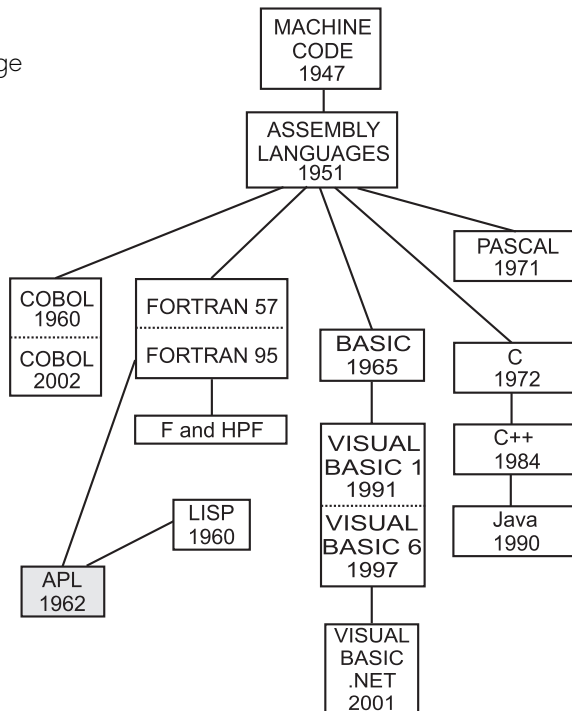 MACHINE
CODE
1947
ge
ASSEMBLY
LANGUAGES
1951
PASCAL
1971
COBOL
1960
COBOL
2002
FORTRAN 57
FORTRAN 95
F and HPF
BASIC
1965
C
1972
VISUAL
BASIC 1
1991
VISUAL
BASIC 6
1997
C++
1984
Java
1990
LISP
1960
APL
1962
VISUAL
BASIC
.NET
2001